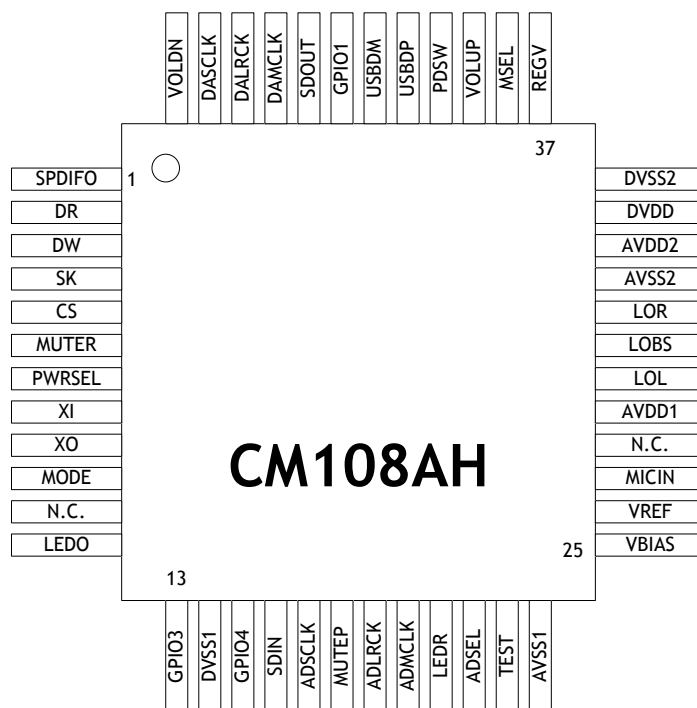 VOLDN
DASCLK
DALRCK
DAMCLK
SDOUT
GPIO1
USBDM
USBDP
PDSW
VOLUP
MSEL
REGV
37
1
SPDIFO
DR
DW
SK
CS
MUTER
PWRSEL
XI
XO
MODE
N.C.
LEDO
DVSS2
DVDD
AVDD2
AVSS2
LOR
LOBS
LOL
AVDD1
N.C.
MICIN
VREF
VBIAS
CM108AH
25
13
GPIO3
DVSS1
GPIO4
SDIN
ADSCLK
MUTEP
ADLRCK
ADMCLK
LEDR
ADSEL
TEST
AVSS1